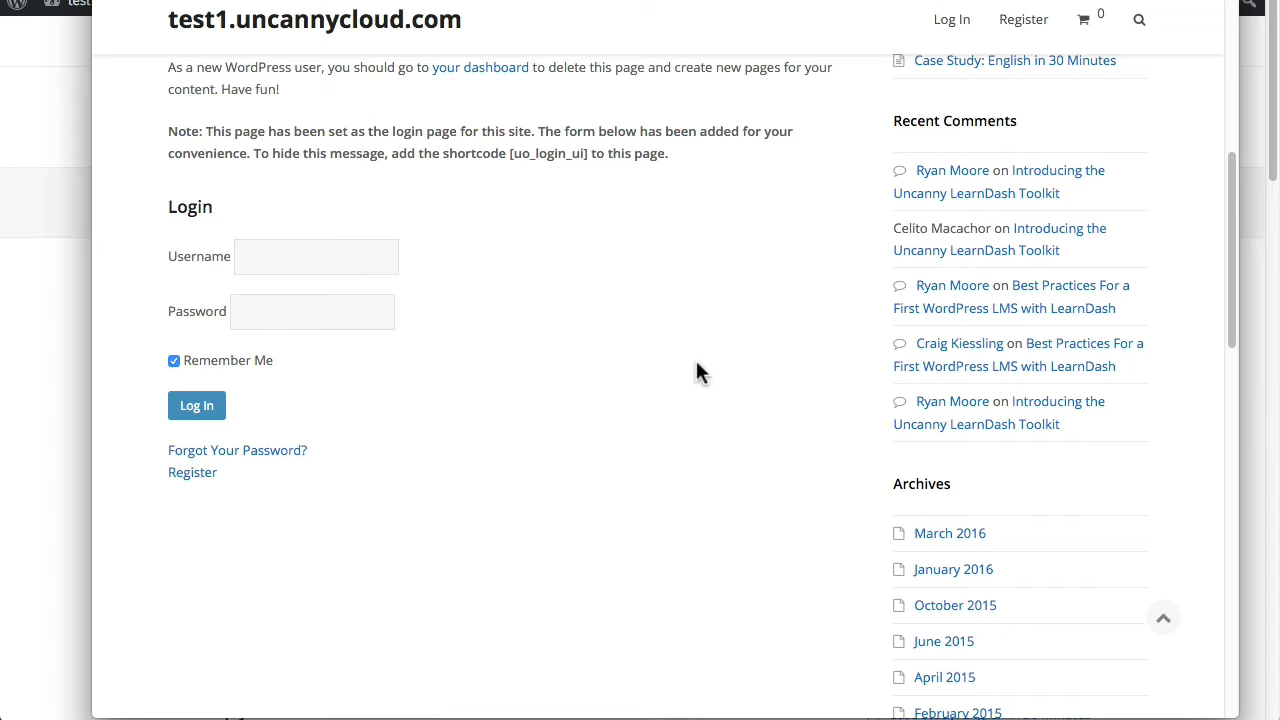 test
test1.uncannycloud.com
Log In
Register
0
As a new WordPress user, you should go to your dashboard to delete this page and create new pages for your
content. Have fun!
Note: This page has been set as the login page for this site. The form below has been added for your
convenience. To hide this message, add the shortcode [uo_login_ui] to this page.
Login
Username
Password
Remember Me
Log In
Forgot Your Password?
Register
Case Study: English in 30 Minutes
Recent Comments
Ryan Moore on Introducing the
Uncanny LearnDash Toolkit
Celito Macachor on Introducing the
Uncanny LearnDash Toolkit
Ryan Moore on Best Practices For a
First WordPress LMS with LearnDash
Craig Kiessling on Best Practices For a
First WordPress LMS with LearnDash
Ryan Moore on Introducing the
Uncanny LearnDash Toolkit
Archives
March 2016
January 2016
October 2015
June 2015
April 2015
February 2015